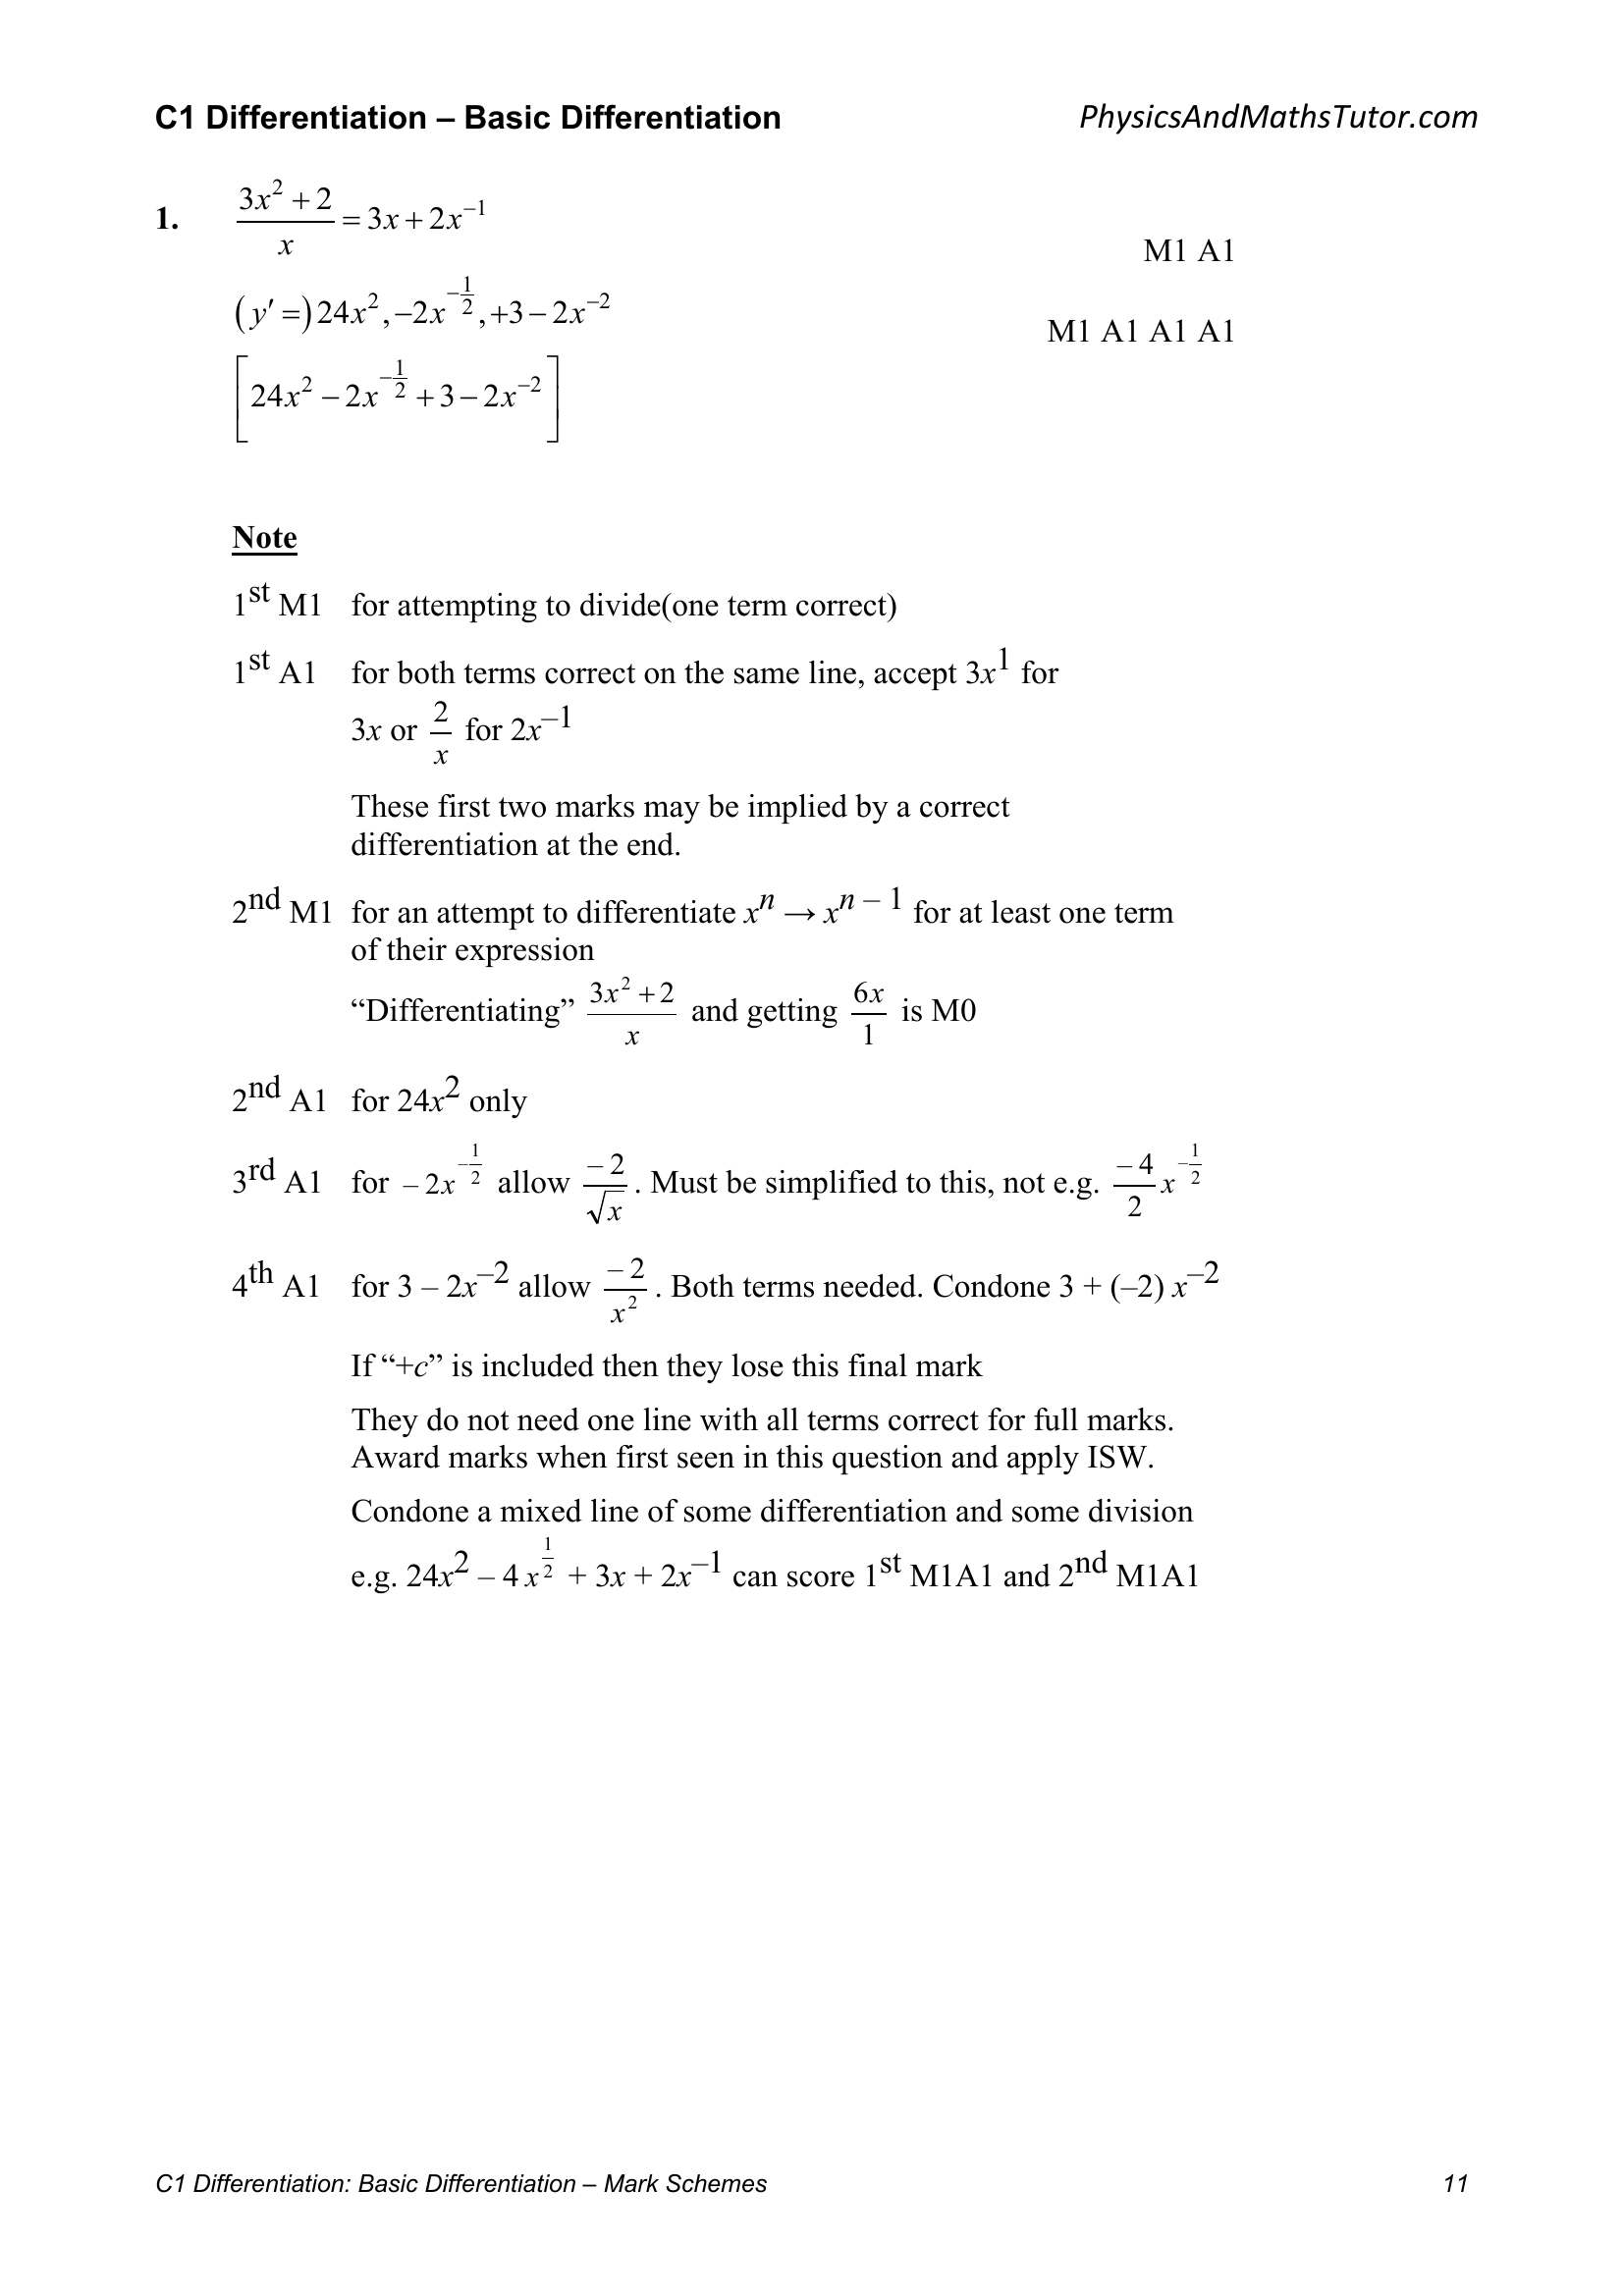 C1 Differentiation – Basic Differentiation PhysicsAndMathsTutor.com
1. \frac{3x^2 + 2}{x} = 3x + 2x^{-1}
M1 A1
(y' =) 24x^2, -2x^{-\frac{1}{2}}, +3 - 2x^{-2}
M1 A1 A1 A1
[24x^2 - 2x^{-\frac{1}{2}} + 3 - 2x^{-2}]
Note
1st M1 for attempting to divide(one term correct)
1st A1 for both terms correct on the same line, accept 3x^1 for
3x or \frac{2}{x} for 2x^{–1}
These first two marks may be implied by a correct
differentiation at the end.
2nd M1 for an attempt to differentiate x^n → x^{n – 1} for at least one term
of their expression
“Differentiating” \frac{3x^2 + 2}{x} and getting \frac{6x}{1} is M0
2nd A1 for 24x^2 only
3rd A1 for – 2x^{-\frac{1}{2}} allow \frac{-2}{\sqrt{x}}. Must be simplified to this, not e.g. \frac{-4}{2}x^{-\frac{1}{2}}
4th A1 for 3 – 2x^{–2} allow \frac{-2}{x^2}. Both terms needed. Condone 3 + (–2) x^{–2}
If “+c” is included then they lose this final mark
They do not need one line with all terms correct for full marks.
Award marks when first seen in this question and apply ISW.
Condone a mixed line of some differentiation and some division
e.g. 24x^2 – 4x^{\frac{1}{2}} + 3x + 2x^{–1} can score 1st M1A1 and 2nd M1A1
C1 Differentiation: Basic Differentiation – Mark Schemes 11